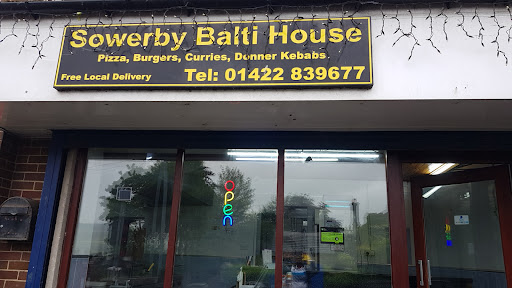 Sowerby Balti House
Pizza, Burgers, Curries, Donner Kebabs
Free Local Delivery Tel: 01422 839677
open